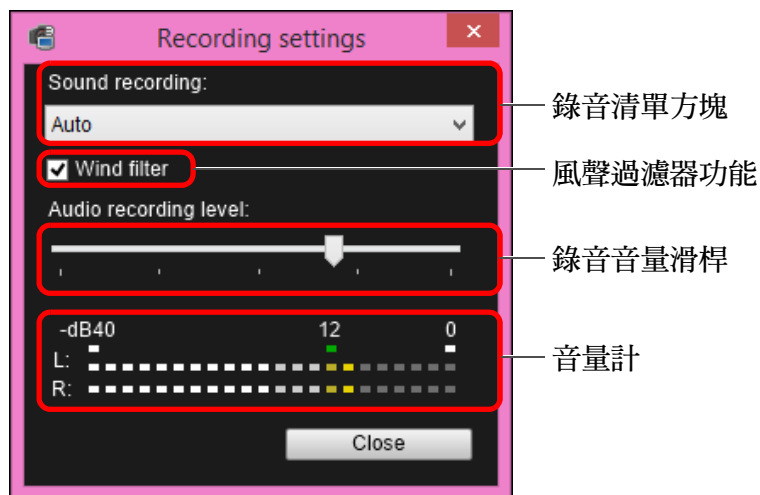 Recording settings
Sound recording:
Auto
錄音清單方塊
Wind filter
風聲過濾器功能
Audio recording level:
錄音音量滑桿
-dB40 12 0
L:
R:
音量計
Close